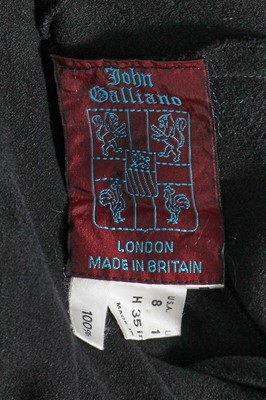 John
Galliano
LONDON
MADE IN BRITAIN
USA
8
H 35
100%